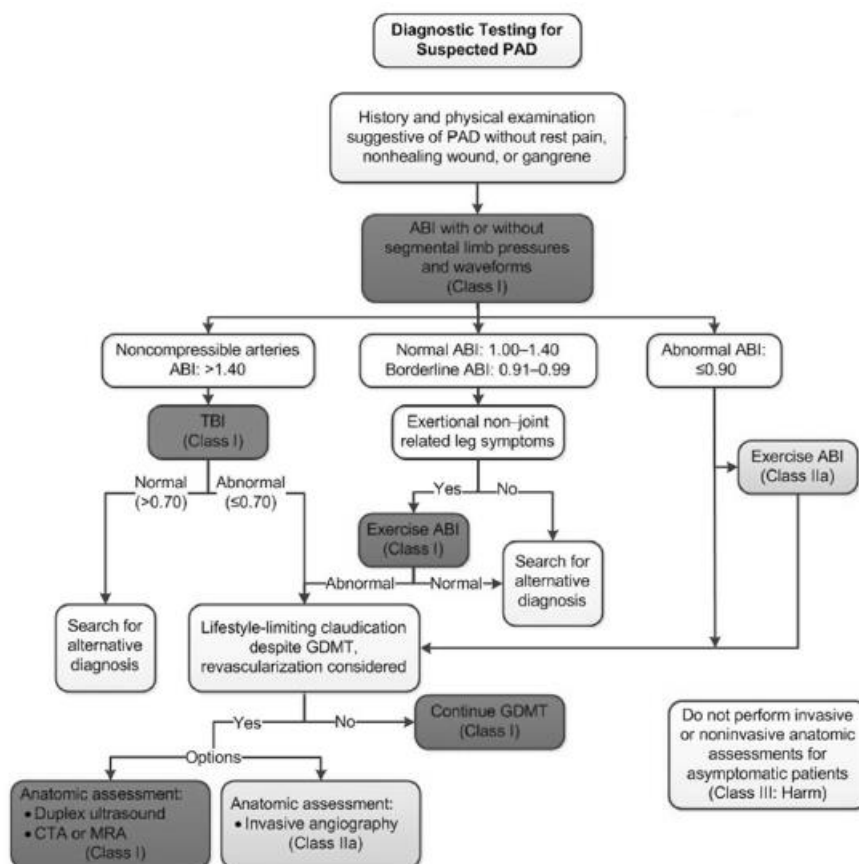 Diagnostic Testing for
Suspected PAD
History and physical examination
suggestive of PAD without rest pain,
nonhealing wound, or gangrene
ABI with or without
segmental limb pressures
and waveforms
(Class I)
Noncompressible arteries
ABI: >1.40
Normal ABI: 1.00–1.40
Borderline ABI: 0.91–0.99
Abnormal ABI:
≤0.90
TBI
(Class I)
Exertional non–joint
related leg symptoms
Exercise ABI
(Class IIa)
Normal
(>0.70)
Abnormal
(≤0.70)
Yes
No
Exercise ABI
(Class I)
Search for
alternative
diagnosis
Abnormal
Normal
Search for
alternative
diagnosis
Lifestyle-limiting claudication
despite GDMT,
revascularization considered
Yes
No
Continue GDMT
(Class I)
Do not perform invasive
or noninvasive anatomic
assessments for
asymptomatic patients
(Class III: Harm)
Options
Anatomic assessment:
• Duplex ultrasound
• CTA or MRA
(Class I)
Anatomic assessment:
• Invasive angiography
(Class IIa)